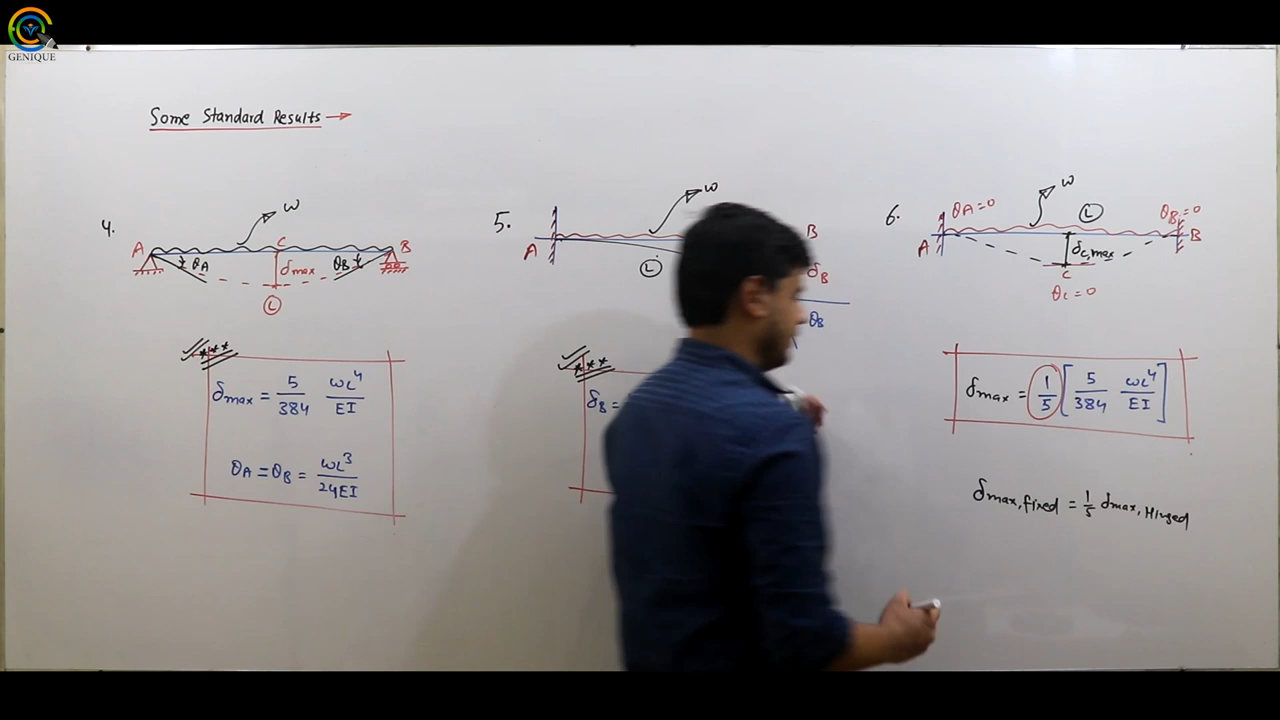 GENIQUE
Some Standard Results →
4.
w
A
C
B
θA
δmax
θB
L
δmax = 5/384 wL⁴/EI
θA = θB = wL³/24EI
5.
w
A
B
L
δB
θB
δB =
6.
θA = 0
w
L
θB = 0
A
B
δc,max
C
θc = 0
δmax = 1/5 [5/384 wL⁴/EI]
δmax, fixed = 1/5 δmax, Hinged